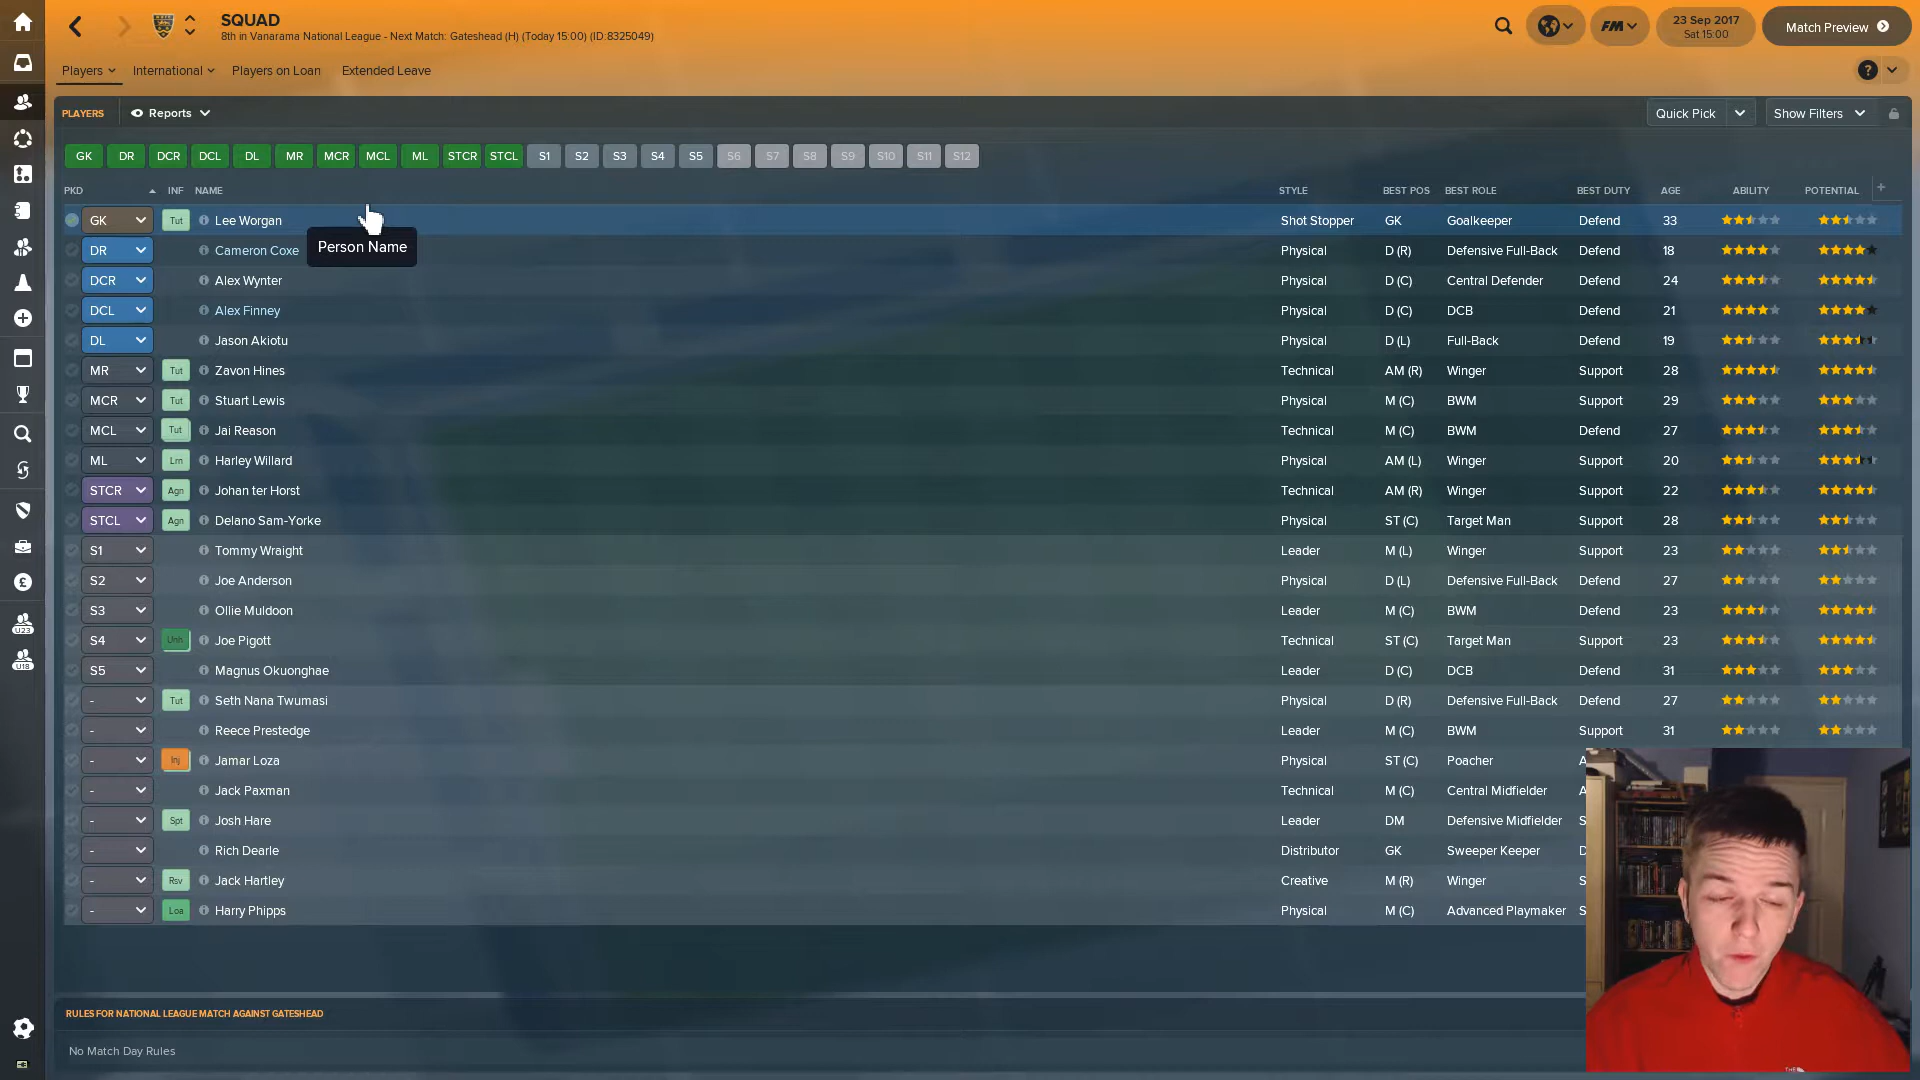 SQUAD
8th in Vanarama National League - Next Match: Gateshead (H) (Today 15:00) (ID:8325049)
FM
23 Sep 2017
Sat 15:00
Match Preview
Players International Players on Loan Extended Leave
?
PLAYERS Reports Quick Pick Show Filters
GK DR DCR DCL DL MR MCR MCL ML STCR STCL S1 S2 S3 S4 S5 S6 S7 S8 S9 S10 S11 S12
PKD INF NAME STYLE BEST POS BEST ROLE BEST DUTY AGE ABILITY POTENTIAL +
GK Tut Lee Worgan Shot Stopper GK Goalkeeper Defend 33
Person Name
DR Cameron Coxe Physical D (R) Defensive Full-Back Defend 18
DCR Alex Wynter Physical D (C) Central Defender Defend 24
DCL Alex Finney Physical D (C) DCB Defend 21
DL Jason Akiotu Physical D (L) Full-Back Defend 19
MR Tut Zavon Hines Technical AM (R) Winger Support 28
MCR Tut Stuart Lewis Physical M (C) BWM Support 29
MCL Tut Jai Reason Technical M (C) BWM Defend 27
ML Lrn Harley Willard Physical AM (L) Winger Support 20
STCR Agn Johan ter Horst Technical AM (R) Winger Support 22
STCL Agn Delano Sam-Yorke Physical ST (C) Target Man Support 28
S1 Tommy Wraight Leader M (L) Winger Support 23
S2 Joe Anderson Physical D (L) Defensive Full-Back Defend 27
S3 Ollie Muldoon Leader M (C) BWM Defend 23
S4 Unh Joe Pigott Technical ST (C) Target Man Support 23
S5 Magnus Okuonghae Leader D (C) DCB Defend 31
- Tut Seth Nana Twumasi Physical D (R) Defensive Full-Back Defend 27
- Reece Prestedge Leader M (C) BWM Support 31
- Inj Jamar Loza Physical ST (C) Poacher A
- Jack Paxman Technical M (C) Central Midfielder A
- Spt Josh Hare Leader DM Defensive Midfielder S
- Rich Dearle Distributor GK Sweeper Keeper D
- Rsv Jack Hartley Creative M (R) Winger S
- Loa Harry Phipps Physical M (C) Advanced Playmaker S
U23
U18
RULES FOR NATIONAL LEAGUE MATCH AGAINST GATESHEAD
No Match Day Rules